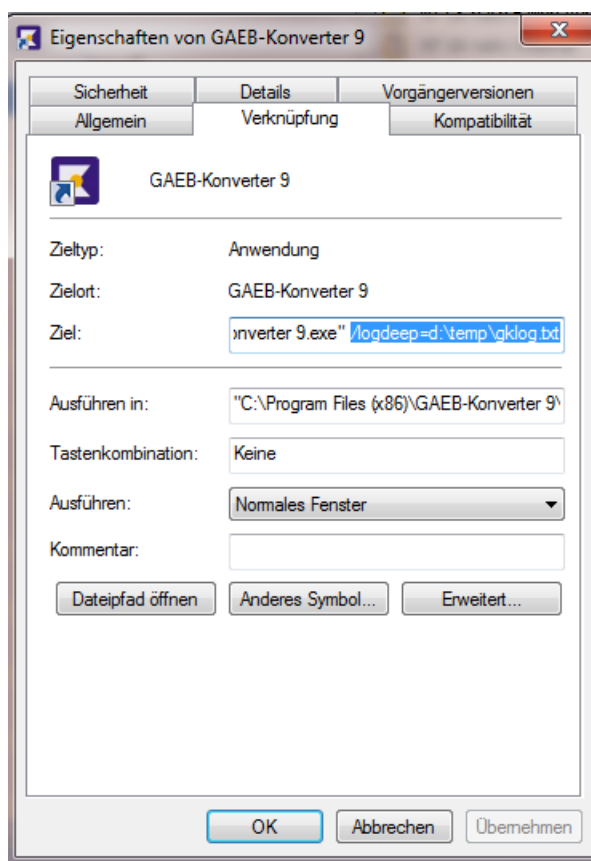 Eigenschaften von GAEB-Konverter 9
Sicherheit Details Vorgängerversionen
Allgemein Verknüpfung Kompatibilität
GAEB-Konverter 9
Zieltyp: Anwendung
Zielort: GAEB-Konverter 9
Ziel: onverter 9.exe" /logdeep=d:\temp\gklog.txt
Ausführen in: "C:\Program Files (x86)\GAEB-Konverter 9\
Tastenkombination: Keine
Ausführen: Normales Fenster
Kommentar:
Dateipfad öffnen Anderes Symbol... Erweitert...
OK Abbrechen Übernehmen